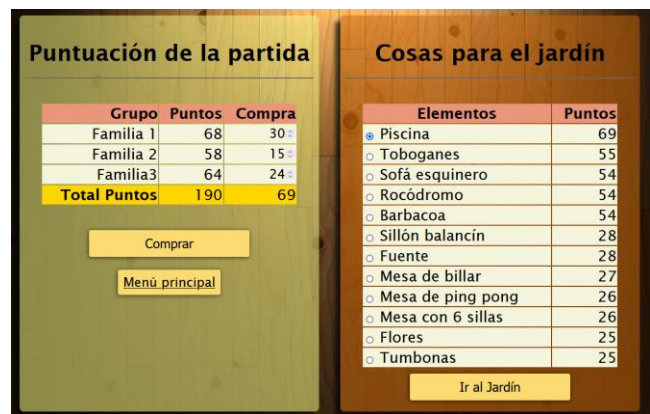 Puntuación de la partida
Grupo Puntos Compra
Familia 1 68 30
Familia 2 58 15
Familia3 64 24
Total Puntos 190 69
Comprar
Menú principal
Cosas para el jardín
Elementos Puntos
Piscina 69
Toboganes 55
Sofá esquinero 54
Rocódromo 54
Barbacoa 54
Sillón balancín 28
Fuente 28
Mesa de billar 27
Mesa de ping pong 26
Mesa con 6 sillas 26
Flores 25
Tumbonas 25
Ir al Jardín